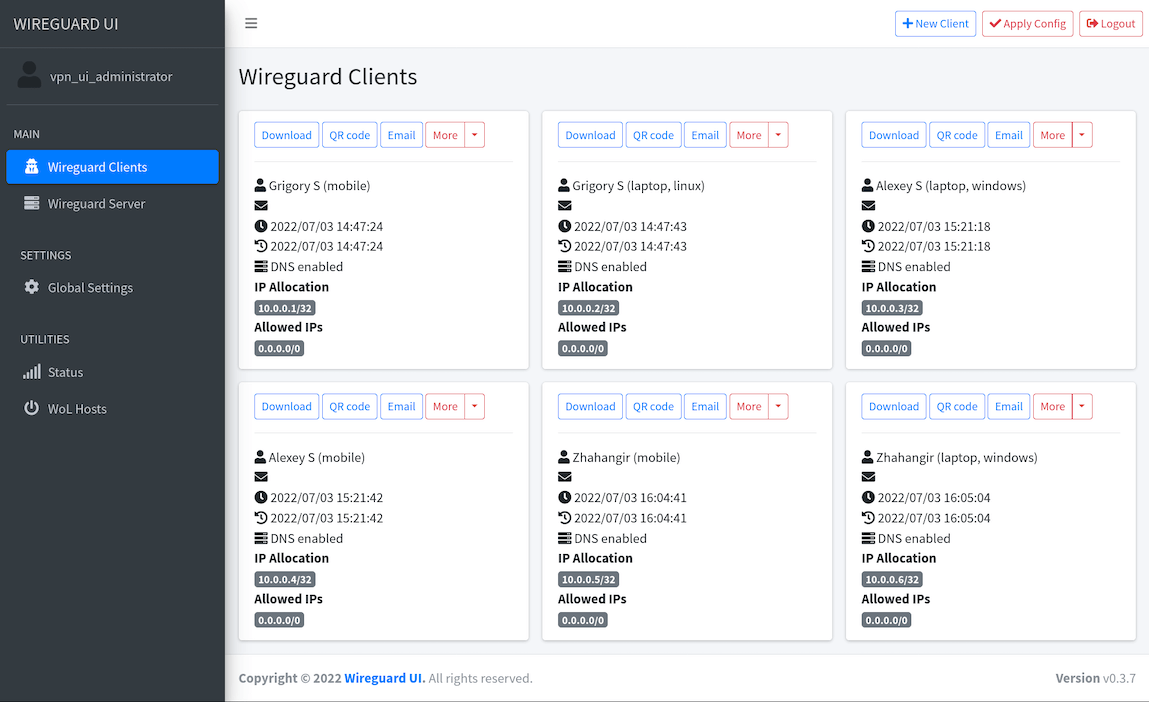 WIREGUARD UI
New Client
Apply Config
Logout
vpn_ui_administrator
MAIN
Wireguard Clients
Wireguard Server
SETTINGS
Global Settings
UTILITIES
Status
WoL Hosts
Wireguard Clients
Download QR code Email More
Grigory S (mobile)
2022/07/03 14:47:24
2022/07/03 14:47:24
DNS enabled
IP Allocation
10.0.0.1/32
Allowed IPs
0.0.0.0/0
Download QR code Email More
Grigory S (laptop, linux)
2022/07/03 14:47:43
2022/07/03 14:47:43
DNS enabled
IP Allocation
10.0.0.2/32
Allowed IPs
0.0.0.0/0
Download QR code Email More
Alexey S (laptop, windows)
2022/07/03 15:21:18
2022/07/03 15:21:18
DNS enabled
IP Allocation
10.0.0.3/32
Allowed IPs
0.0.0.0/0
Download QR code Email More
Alexey S (mobile)
2022/07/03 15:21:42
2022/07/03 15:21:42
DNS enabled
IP Allocation
10.0.0.4/32
Allowed IPs
0.0.0.0/0
Download QR code Email More
Zhahangir (mobile)
2022/07/03 16:04:41
2022/07/03 16:04:41
DNS enabled
IP Allocation
10.0.0.5/32
Allowed IPs
0.0.0.0/0
Download QR code Email More
Zhahangir (laptop, windows)
2022/07/03 16:05:04
2022/07/03 16:05:04
DNS enabled
IP Allocation
10.0.0.6/32
Allowed IPs
0.0.0.0/0
Copyright © 2022 Wireguard UI. All rights reserved.
Version v0.3.7